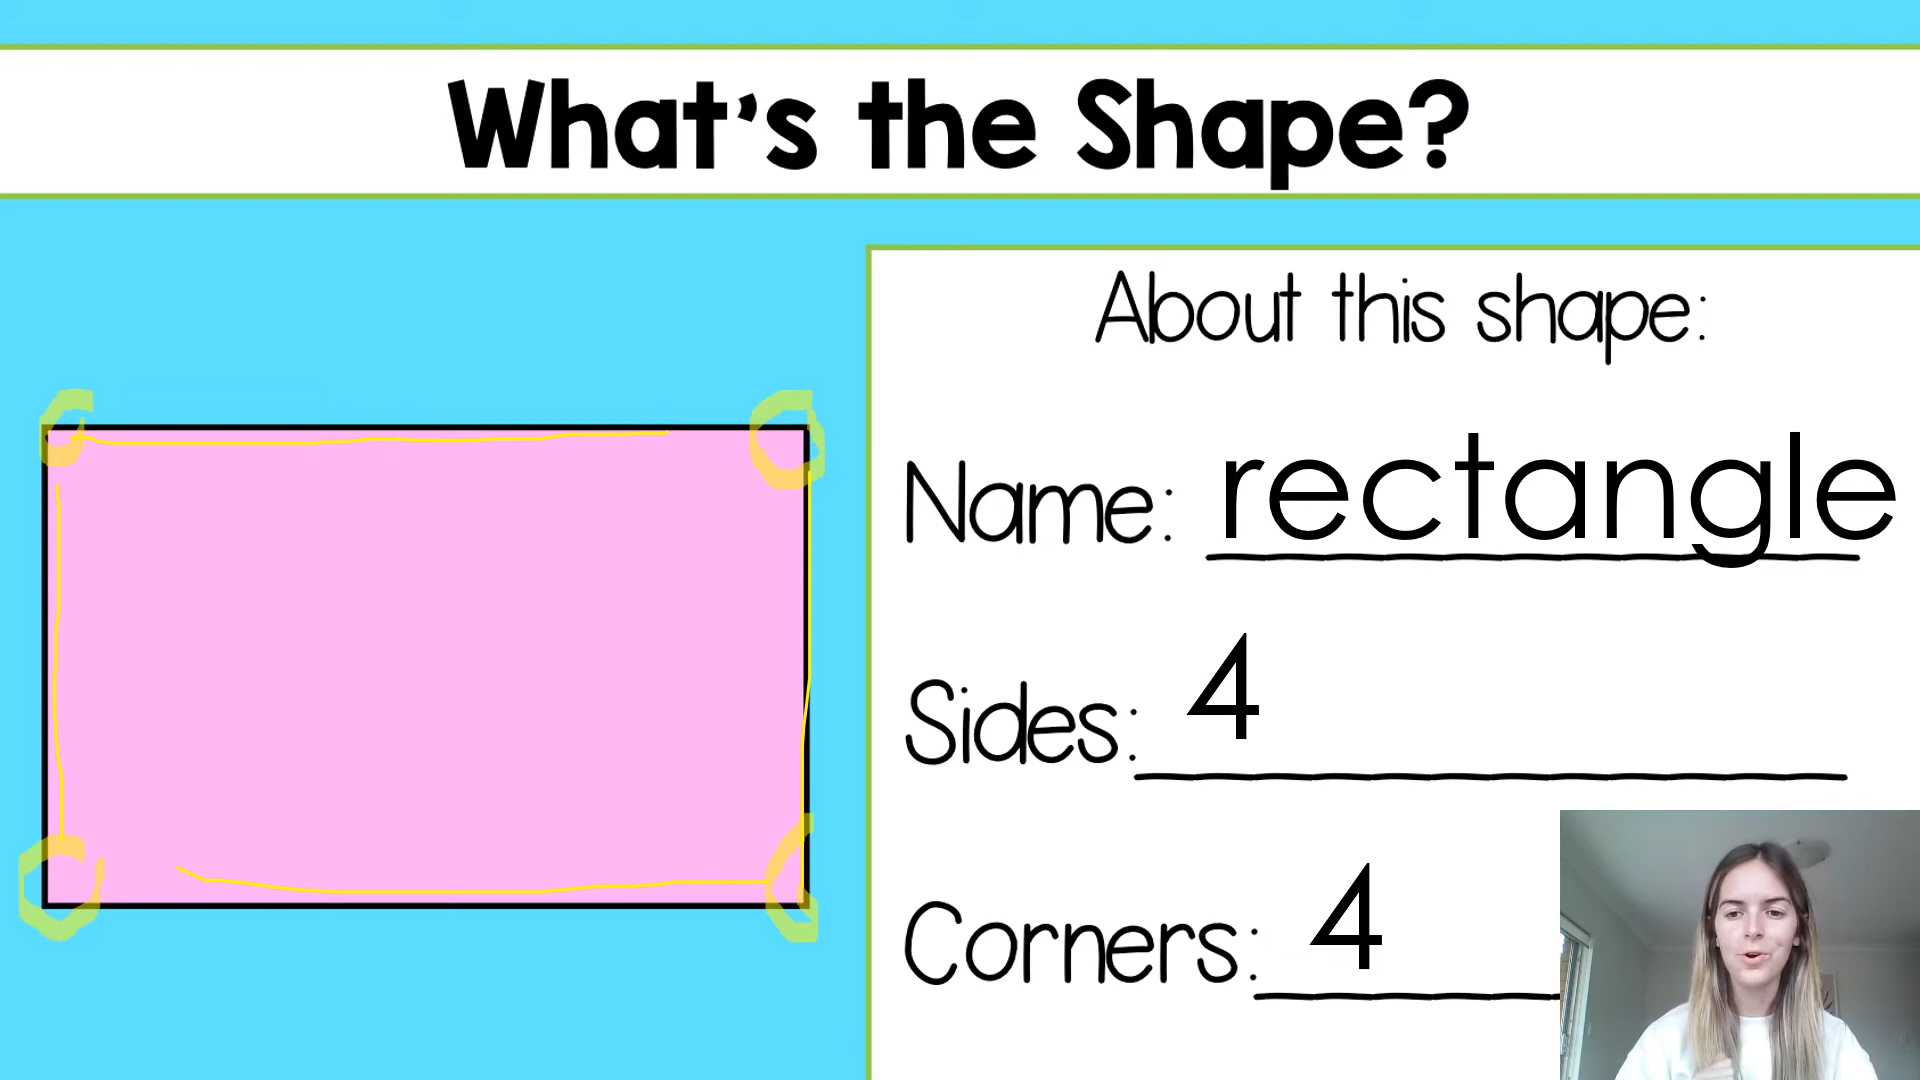 What's the Shape?
About this shape:
Name: rectangle
Sides: 4
Corners: 4